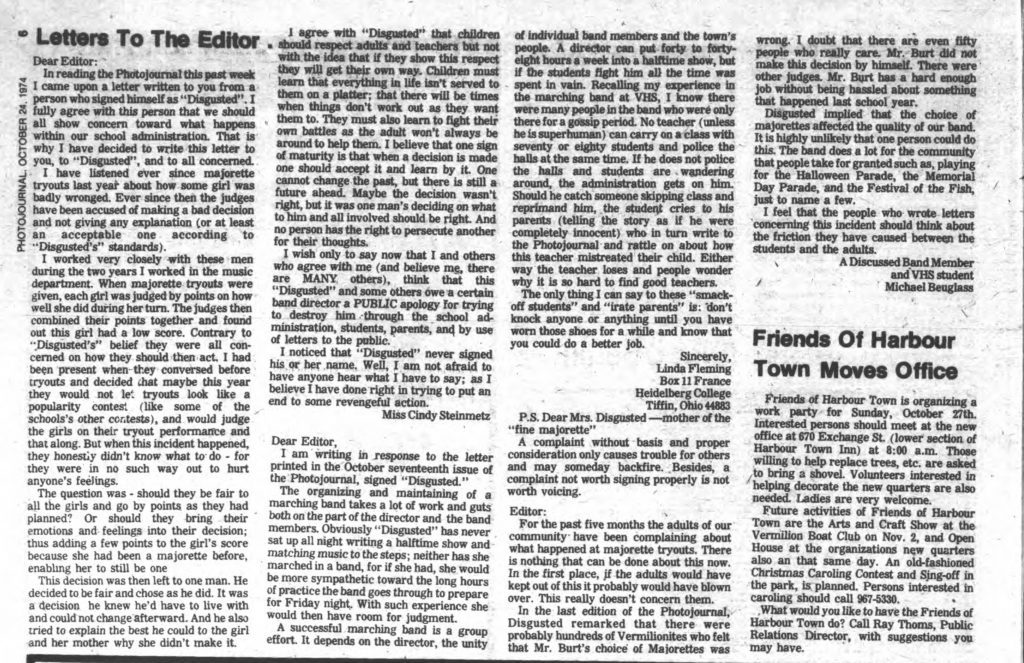 6
PHOTOJOURNAL, OCTOBER 24, 1974
Letters To The Editor
Dear Editor:
In reading the Photojournal this past week
I came upon a letter written to you from a
person who signed himself as "Disgusted". I
fully agree with this person that we should
all show concern toward what happens
within our school administration. That is
why I have decided to write this letter to
you, to "Disgusted", and to all concerned.
I have listened ever since majorette
tryouts last year about how some girl was
badly wronged. Ever since then the judges
have been accused of making a bad decision
and not giving any explanation (or at least
an acceptable one according to
"Disgusted's" standards).
I worked very closely with these men
during the two years I worked in the music
department. When majorette tryouts were
given, each girl was judged by points on how
well she did during her turn. The judges then
combined their points together and found
out this girl had a low score. Contrary to
"Disgusted's" belief they were all con-
cerned on how they should then act. I had
been present when they conversed before
tryouts and decided that maybe this year
they would not let tryouts look like a
popularity contest (like some of the
schools's other contests), and would judge
the girls on their tryout performance and
that along. But when this incident happened,
they honestly didn't know what to do - for
they were in no such way out to hurt
anyone's feelings.
The question was - should they be fair to
all the girls and go by points as they had
planned? Or should they bring their
emotions and feelings into their decision;
thus adding a few points to the girl's score
because she had been a majorette before,
enabling her to still be one
This decision was then left to one man. He
decided to be fair and chose as he did. It was
a decision he knew he'd have to live with
and could not change afterward. And he also
tried to explain the best he could to the girl
and her mother why she didn't make it.
I agree with "Disgusted" that children
should respect adults and teachers but not
with the idea that if they show this respect
they will get their own way. Children must
learn that everything in life isn't served to
them on a platter; that there will be times
when things don't work out as they want
them to. They must also learn to fight their
own battles as the adult won't always be
around to help them. I believe that one sign
of maturity is that when a decision is made
one should accept it and learn by it. One
cannot change the past, but there is still a
future ahead. Maybe the decision wasn't
right, but it was one man's deciding on what
to him and all involved should be right. And
no person has the right to persecute another
for their thoughts.
I wish only to say now that I and others
who agree with me (and believe me, there
are MANY others), think that this
"Disgusted" and some others owe a certain
band director a PUBLIC apology for trying
to destroy him through the school ad-
ministration, students, parents, and by use
of letters to the public.
I noticed that "Disgusted" never signed
his or her name. Well, I am not afraid to
have anyone hear what I have to say; as I
believe I have done right in trying to put an
end to some revengeful action.
Miss Cindy Steinmetz
Dear Editor,
I am writing in response to the letter
printed in the October seventeenth issue of
the Photojournal, signed "Disgusted."
The organizing and maintaining of a
marching band takes a lot of work and guts
both on the part of the director and the band
members. Obviously "Disgusted" has never
sat up all night writing a halftime show and
matching music to the steps; neither has she
marched in a band, for if she had, she would
be more sympathetic toward the long hours
of practice the band goes through to prepare
for Friday night. With such experience she
would then have room for judgment.
A successful marching band is a group
effort. It depends on the director, the unity
of individual band members and the town's
people. A director can put forty to forty-
eight hours a week into a halftime show, but
if the students fight him all the time was
spent in vain. Recalling my experience in
the marching band at VHS, I know there
were many people in the band who were only
there for a gossip period. No teacher (unless
he is superhuman) can carry on a class with
seventy or eighty students and police the
halls at the same time. If he does not police
the halls and students are wandering
around, the administration gets on him.
Should he catch someone skipping class and
reprimand him, the student cries to his
parents (telling the story as if he were
completely innocent) who in turn write to
the Photojournal and rattle on about how
this teacher mistreated their child. Either
way the teacher loses and people wonder
why it is so hard to find good teachers.
The only thing I can say to these "smack-
off students" and "irate parents" is: don't
knock anyone or anything until you have
worn those shoes for a while and know that
you could do a better job.
Sincerely,
Linda Fleming
Box 11 France
Heidelberg College
Tiffin, Ohio 44883
P.S. Dear Mrs. Disgusted —mother of the
"fine majorette"
A complaint without basis and proper
consideration only causes trouble for others
and may someday backfire. Besides, a
complaint not worth signing properly is not
worth voicing.
Editor:
For the past five months the adults of our
community have been complaining about
what happened at majorette tryouts. There
is nothing that can be done about this now.
In the first place, if the adults would have
kept out of this it probably would have blown
over. This really doesn't concern them.
In the last edition of the Photojournal,
Disgusted remarked that there were
probably hundreds of Vermilionites who felt
that Mr. Burt's choice of Majorettes was
wrong. I doubt that there are even fifty
people who really care. Mr. Burt did not
make this decision by himself. There were
other judges. Mr. Burt has a hard enough
job without being hassled about something
that happened last school year.
Disgusted implied that the choice of
majorettes affected the quality of our band.
It is highly unlikely that one person could do
this. The band does a lot for the community
that people take for granted such as, playing
for the Halloween Parade, the Memorial
Day Parade, and the Festival of the Fish,
just to name a few.
I feel that the people who wrote letters
concerning this incident should think about
the friction they have caused between the
students and the adults.
A Discussed Band Member
and VHS student
Michael Beuglass
Friends Of Harbour
Town Moves Office
Friends of Harbour Town is organizing a
work party for Sunday, October 27th.
Interested persons should meet at the new
office at 670 Exchange St. (lower section of
Harbour Town Inn) at 8:00 a.m. Those
willing to help replace trees, etc. are asked
to bring a shovel. Volunteers interested in
helping decorate the new quarters are also
needed. Ladies are very welcome.
Future activities of Friends of Harbour
Town are the Arts and Craft Show at the
Vermilion Boat Club on Nov. 2, and Open
House at the organizations new quarters
also an that same day. An old-fashioned
Christmas Caroling Contest and Sing-off in
the park, is planned. Persons interested in
caroling should call 967-5330.
What would you like to have the Friends of
Harbour Town do? Call Ray Thoms, Public
Relations Director, with suggestions you
may have.